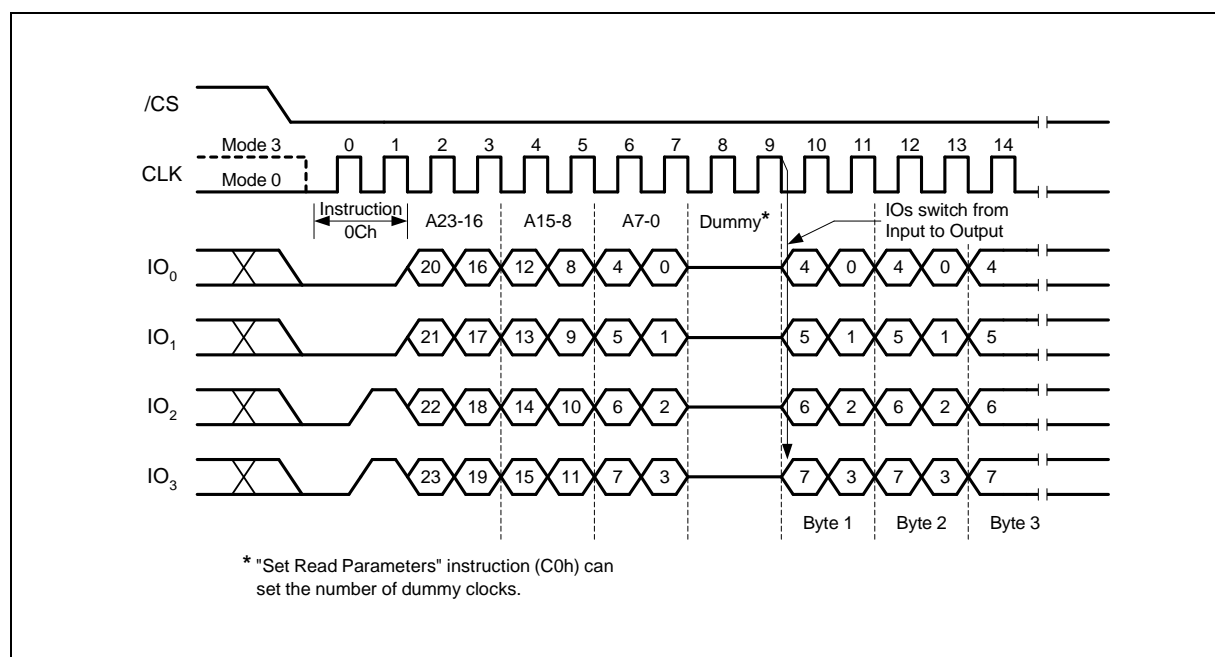 /CS
Mode 3
0 1 2 3 4 5 6 7 8 9 10 11 12 13 14
CLK
Mode 0
Instruction
0Ch
A23-16 A15-8 A7-0 Dummy*
IOs switch from
Input to Output
IO0 20 16 12 8 4 0 4 0 4 0 4
IO1 21 17 13 9 5 1 5 1 5 1 5
IO2 22 18 14 10 6 2 6 2 6 2 6
IO3 23 19 15 11 7 3 7 3 7 3 7
Byte 1 Byte 2 Byte 3
* "Set Read Parameters" instruction (C0h) can
set the number of dummy clocks.